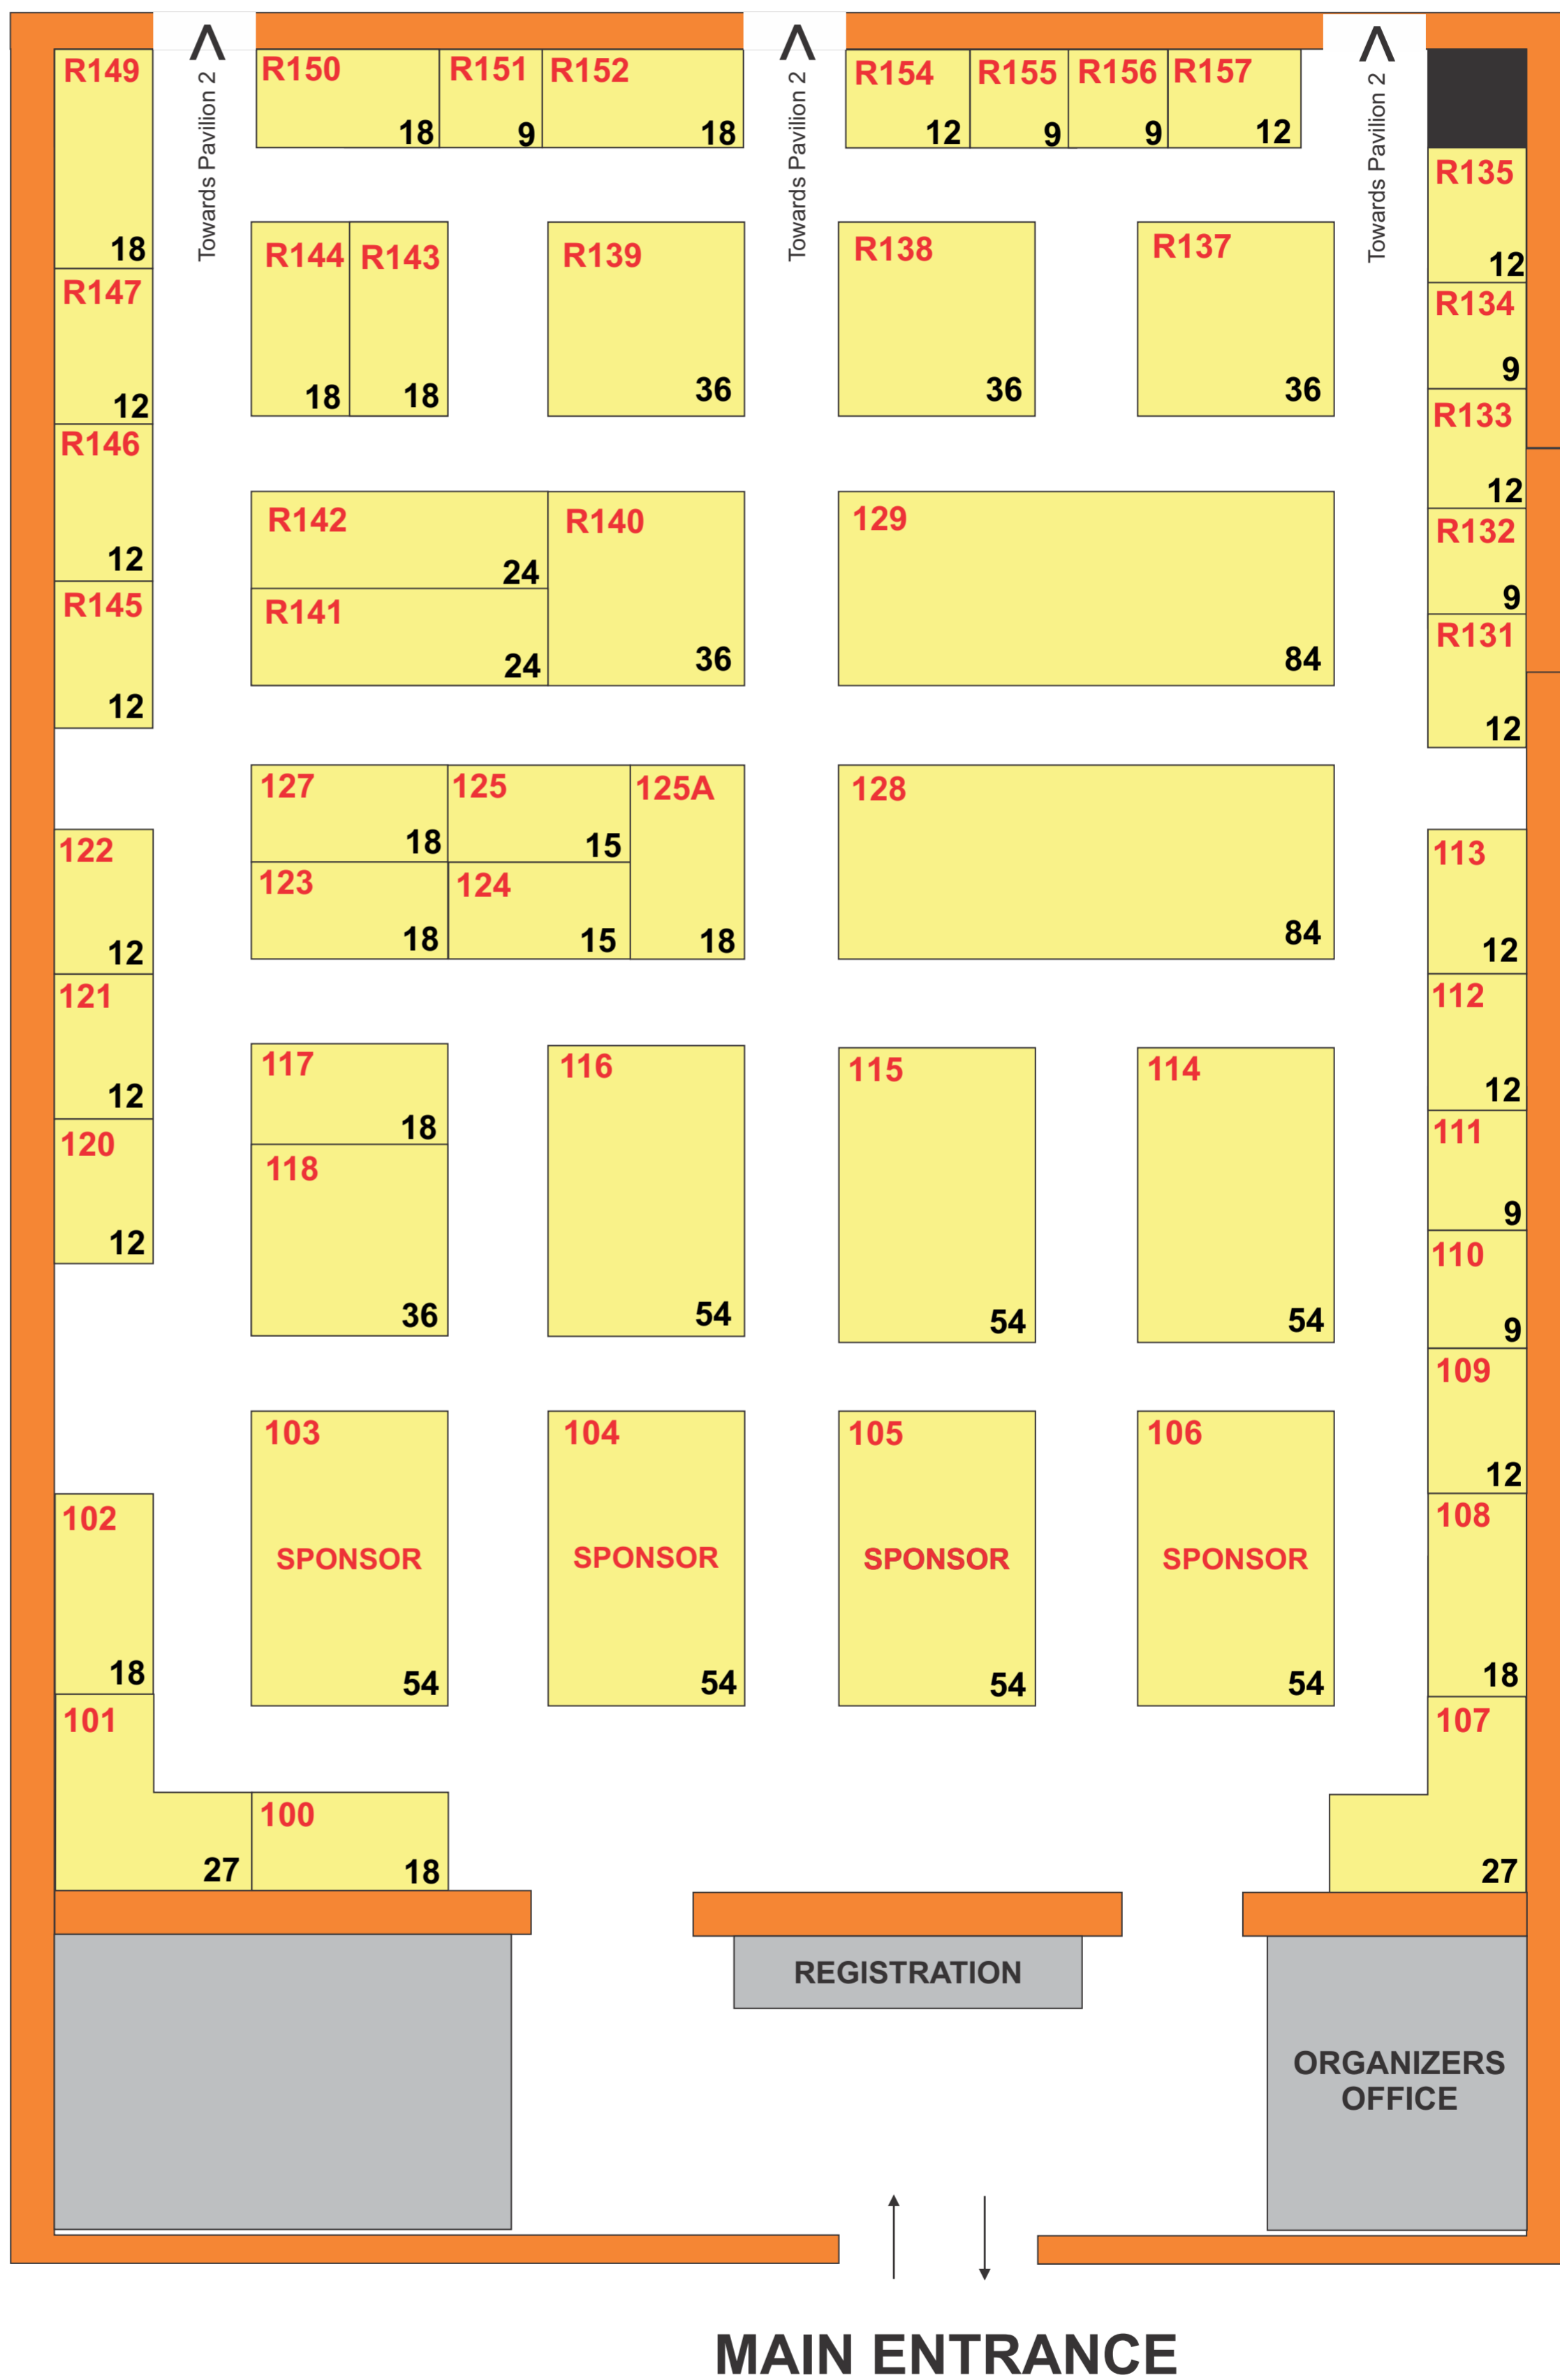 R149
18
R147
12
R146
12
R145
12
122
12
121
12
120
12
102
18
101
27
100
18
Towards Pavilion 2
R150
18
R151
9
R152
18
Towards Pavilion 2
R154
12
R155
9
R156
9
R157
12
Towards Pavilion 2
R144
18
R143
18
R139
36
R138
36
R137
36
R142
24
R141
24
R140
36
129
84
127
18
125
15
125A
18
123
18
124
15
128
84
117
18
118
36
116
54
115
54
114
54
103
SPONSOR
54
104
SPONSOR
54
105
SPONSOR
54
106
SPONSOR
54
R135
12
R134
9
R133
12
R132
9
R131
12
113
12
112
12
111
9
110
9
109
12
108
18
107
27
REGISTRATION
ORGANIZERS
OFFICE
MAIN ENTRANCE